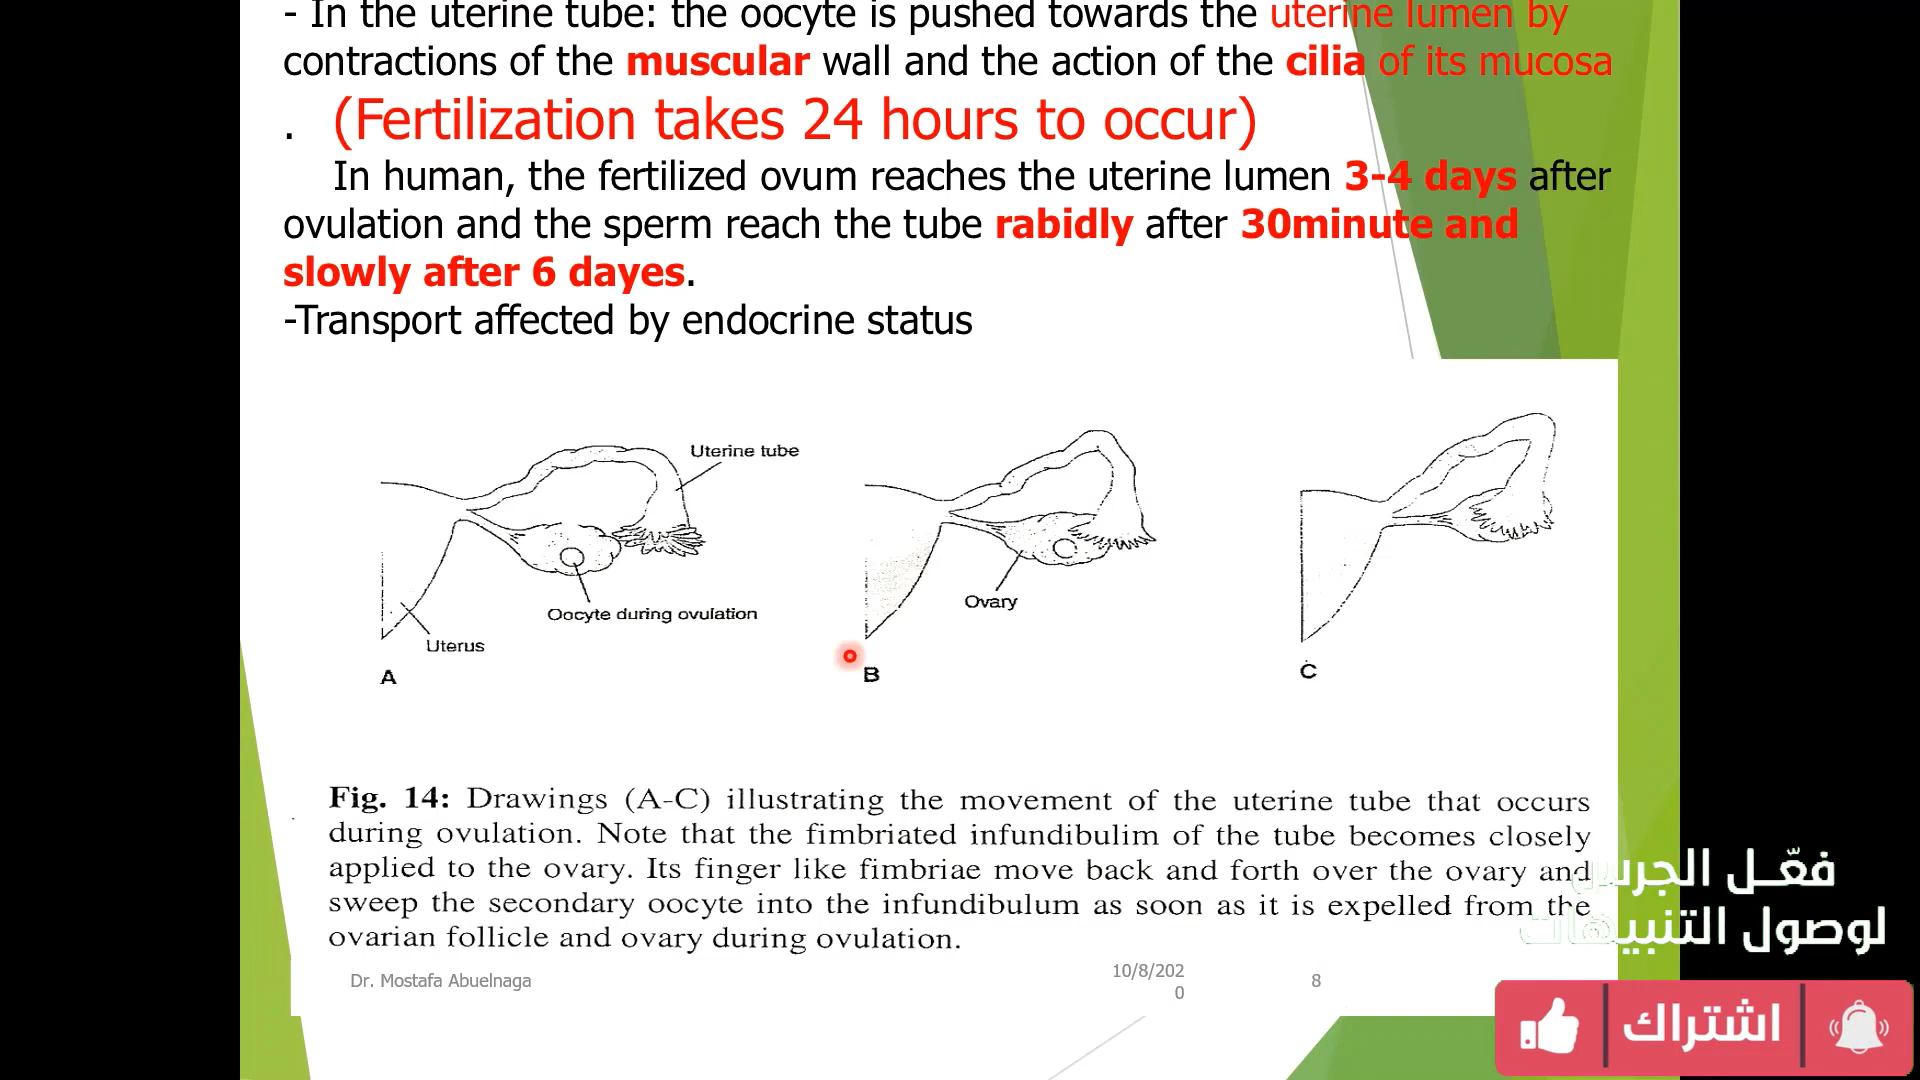 - In the uterine tube: the oocyte is pushed towards the uterine lumen by
contractions of the muscular wall and the action of the cilia of its mucosa
. (Fertilization takes 24 hours to occur)
In human, the fertilized ovum reaches the uterine lumen 3-4 days after
ovulation and the sperm reach the tube rabidly after 30minute and
slowly after 6 dayes.
-Transport affected by endocrine status
Uterine tube
Oocyte during ovulation
Uterus
A
Ovary
B
C
Fig. 14: Drawings (A-C) illustrating the movement of the uterine tube that occurs
during ovulation. Note that the fimbriated infundibulim of the tube becomes closely
applied to the ovary. Its finger like fimbriae move back and forth over the ovary and
sweep the secondary oocyte into the infundibulum as soon as it is expelled from the
ovarian follicle and ovary during ovulation.
فعّل الجرس
لوصول التنبيهات
Dr. Mostafa Abuelnaga
10/8/202
0
8
اشتراك